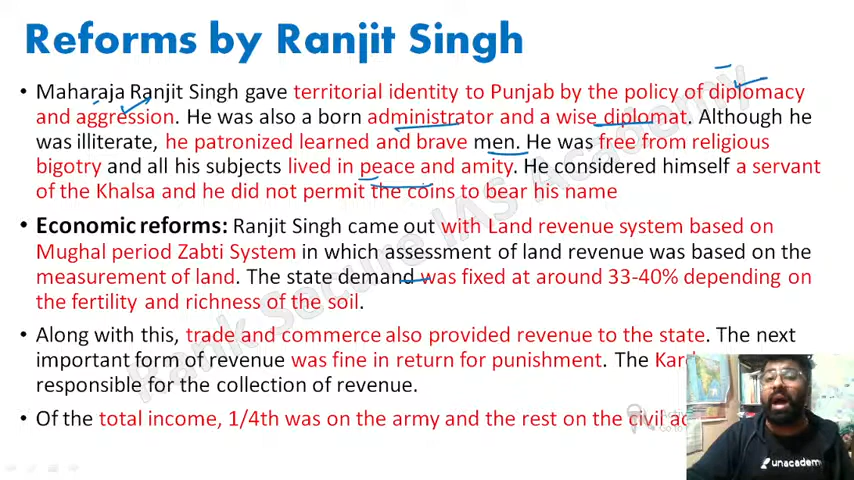 Reforms by Ranjit Singh
• Maharaja Ranjit Singh gave territorial identity to Punjab by the policy of diplomacy
and aggression. He was also a born administrator and a wise diplomat. Although he
was illiterate, he patronized learned and brave men. He was free from religious
bigotry and all his subjects lived in peace and amity. He considered himself a servant
of the Khalsa and he did not permit the coins to bear his name
• Economic reforms: Ranjit Singh came out with Land revenue system based on
Mughal period Zabti System in which assessment of land revenue was based on the
measurement of land. The state demand was fixed at around 33-40% depending on
the fertility and richness of the soil.
• Along with this, trade and commerce also provided revenue to the state. The next
important form of revenue was fine in return for punishment. The
responsible for the collection of revenue.
• Of the total income, 1/4th was on the army and the rest on the civil
Rank Secure IAS Academy
unacademy